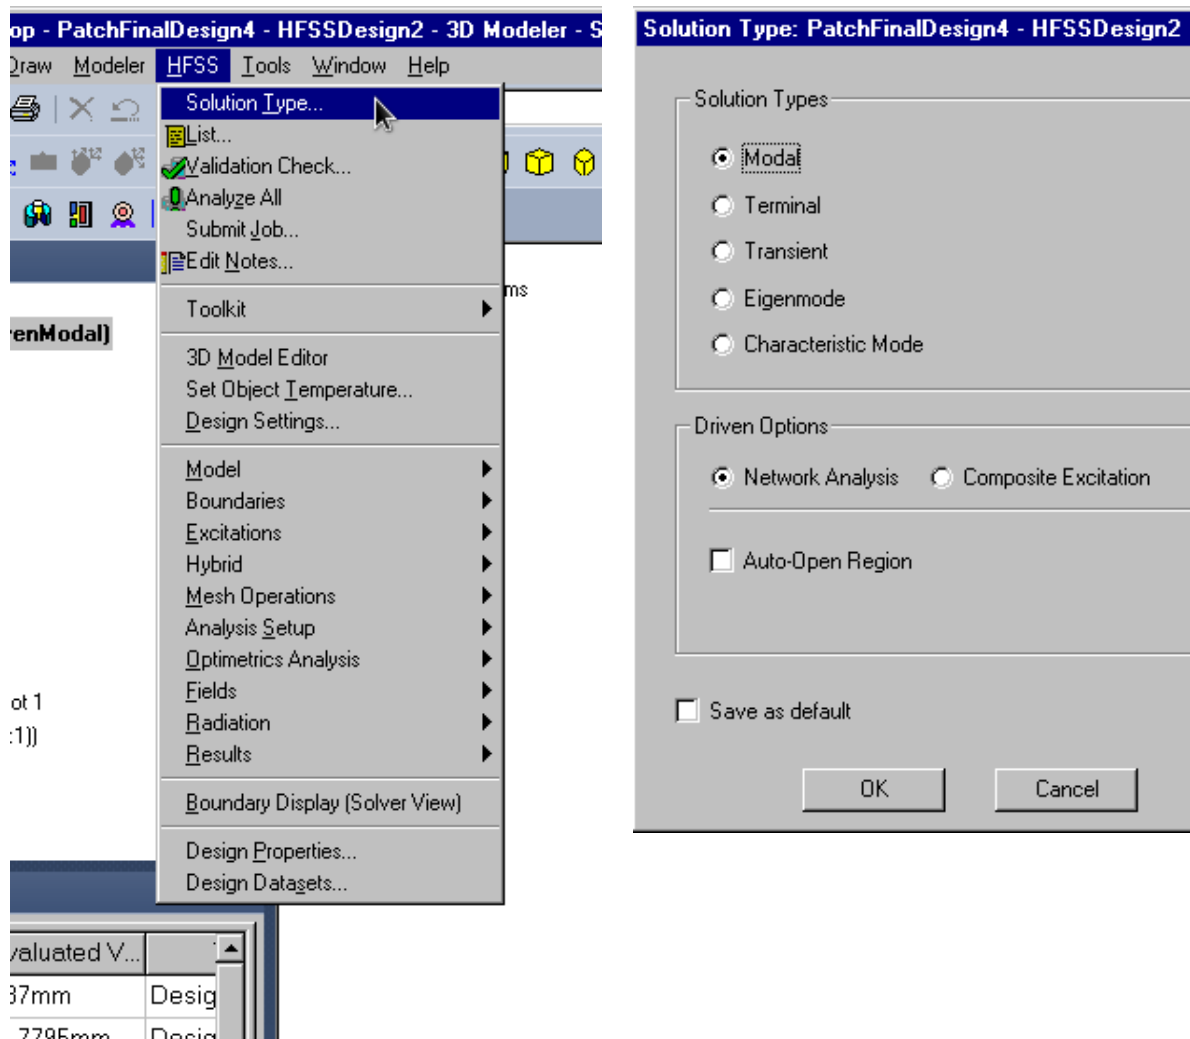 op - PatchFinalDesign4 - HFSSDesign2 - 3D Modeler - S
Draw Modeler HFSS Tools Window Help
Solution Type...
List...
Validation Check...
Analyze All
Submit Job...
Edit Notes...
ms
Toolkit
enModal)
3D Model Editor
Set Object Temperature...
Design Settings...
Model
Boundaries
Excitations
Hybrid
Mesh Operations
Analysis Setup
Optimetrics Analysis
Fields
ot 1
Radiation
:1))
Results
Boundary Display (Solver View)
Design Properties...
Design Datasets...
valuated V...
37mm Desig
7795mm Desig
Solution Type: PatchFinalDesign4 - HFSSDesign2
Solution Types
Modal
Terminal
Transient
Eigenmode
Characteristic Mode
Driven Options
Network Analysis Composite Excitation
Auto-Open Region
Save as default
OK Cancel